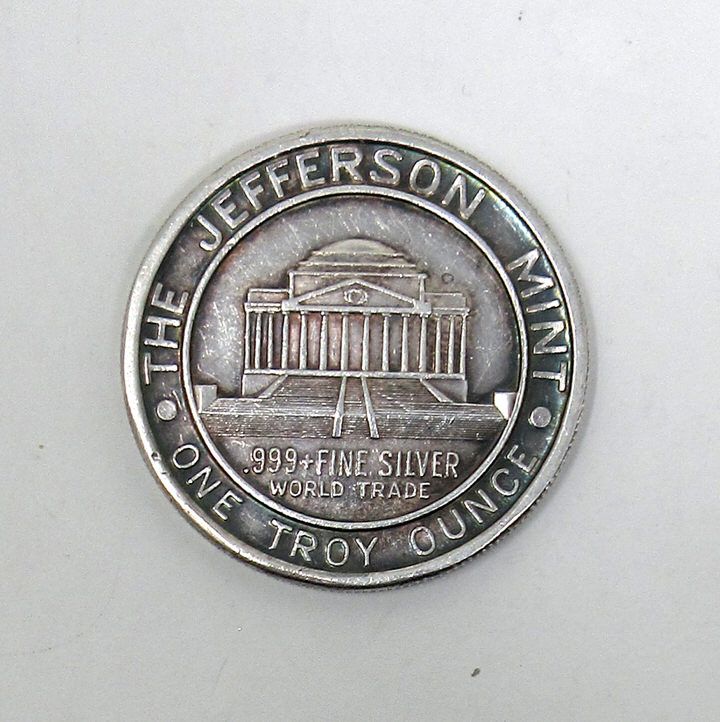 THE JEFFERSON MINT
.999+FINE SILVER
WORLD TRADE
ONE TROY OUNCE